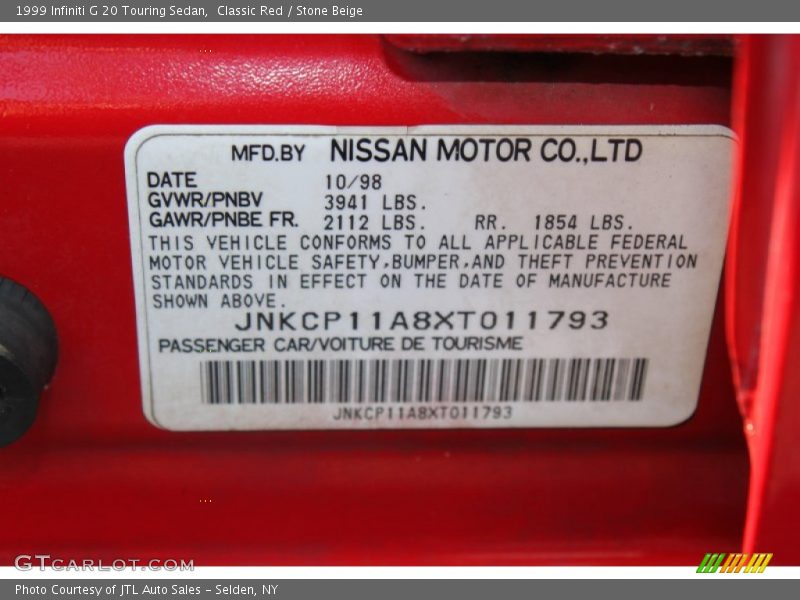 1999 Infiniti G 20 Touring Sedan,  Classic Red / Stone Beige
MFD.BY NISSAN MOTOR CO.,LTD
DATE 10/98
GVWR/PNBV 3941 LBS.
GAWR/PNBE FR. 2112 LBS. RR. 1854 LBS.
THIS VEHICLE CONFORMS TO ALL APPLICABLE FEDERAL
MOTOR VEHICLE SAFETY,BUMPER,AND THEFT PREVENTION
STANDARDS IN EFFECT ON THE DATE OF MANUFACTURE
SHOWN ABOVE.
JNKCP11A8XT011793
PASSENGER CAR/VOITURE DE TOURISME
JNKCP11A8XT011793
GTCARLOT.COM
Photo Courtesy of JTL Auto Sales – Selden, NY